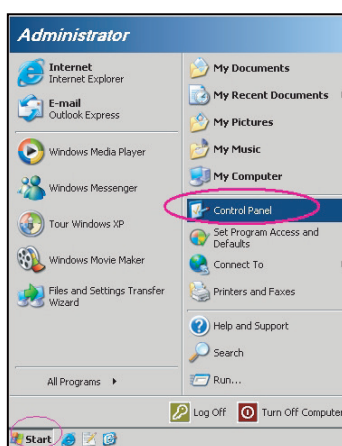 Administrator
Internet
Internet Explorer
E-mail
Outlook Express
Windows Media Player
Windows Messenger
Tour Windows XP
Windows Movie Maker
Files and Settings Transfer
Wizard
All Programs
My Documents
My Recent Documents
My Pictures
My Music
My Computer
Control Panel
Set Program Access and
Defaults
Connect To
Printers and Faxes
Help and Support
Search
Run...
Log Off
Turn Off Computer
Start